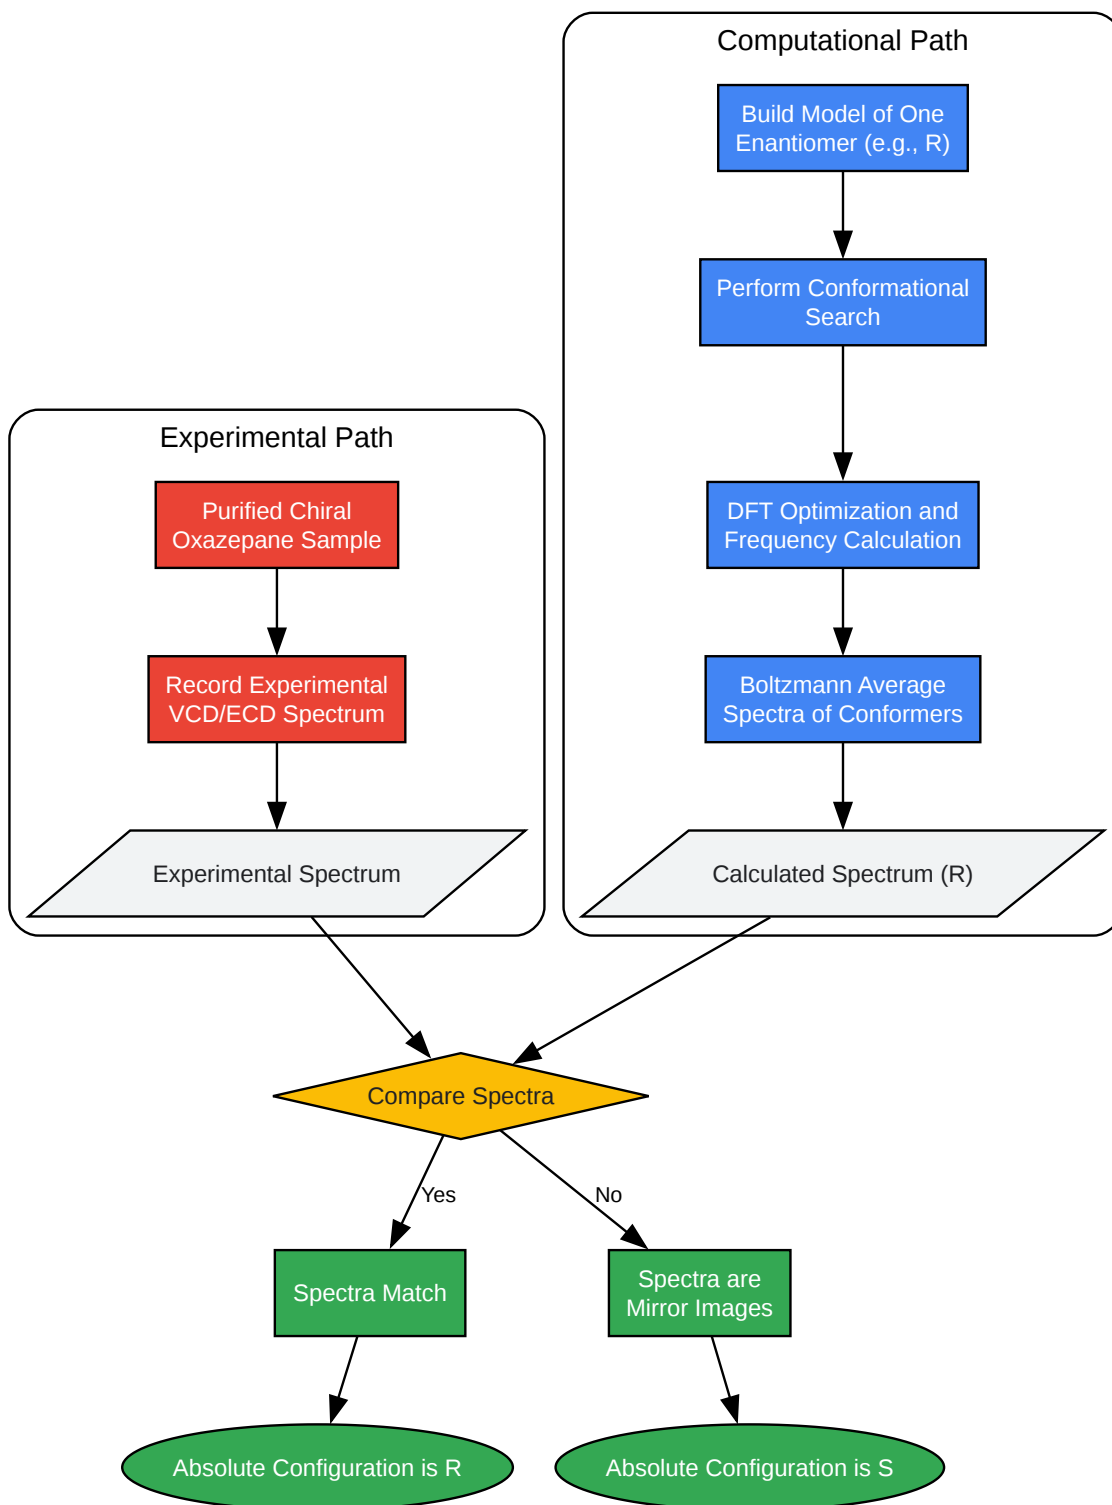 Computational Path
Build Model of One
Enantiomer (e.g., R)
Perform Conformational
Search
Experimental Path
Purified Chiral
Oxazepane Sample
DFT Optimization and
Frequency Calculation
Record Experimental
VCD/ECD Spectrum
Boltzmann Average
Spectra of Conformers
Experimental Spectrum
Calculated Spectrum (R)
Compare Spectra
Yes
No
Spectra Match
Spectra are
Mirror Images
Absolute Configuration is R
Absolute Configuration is S